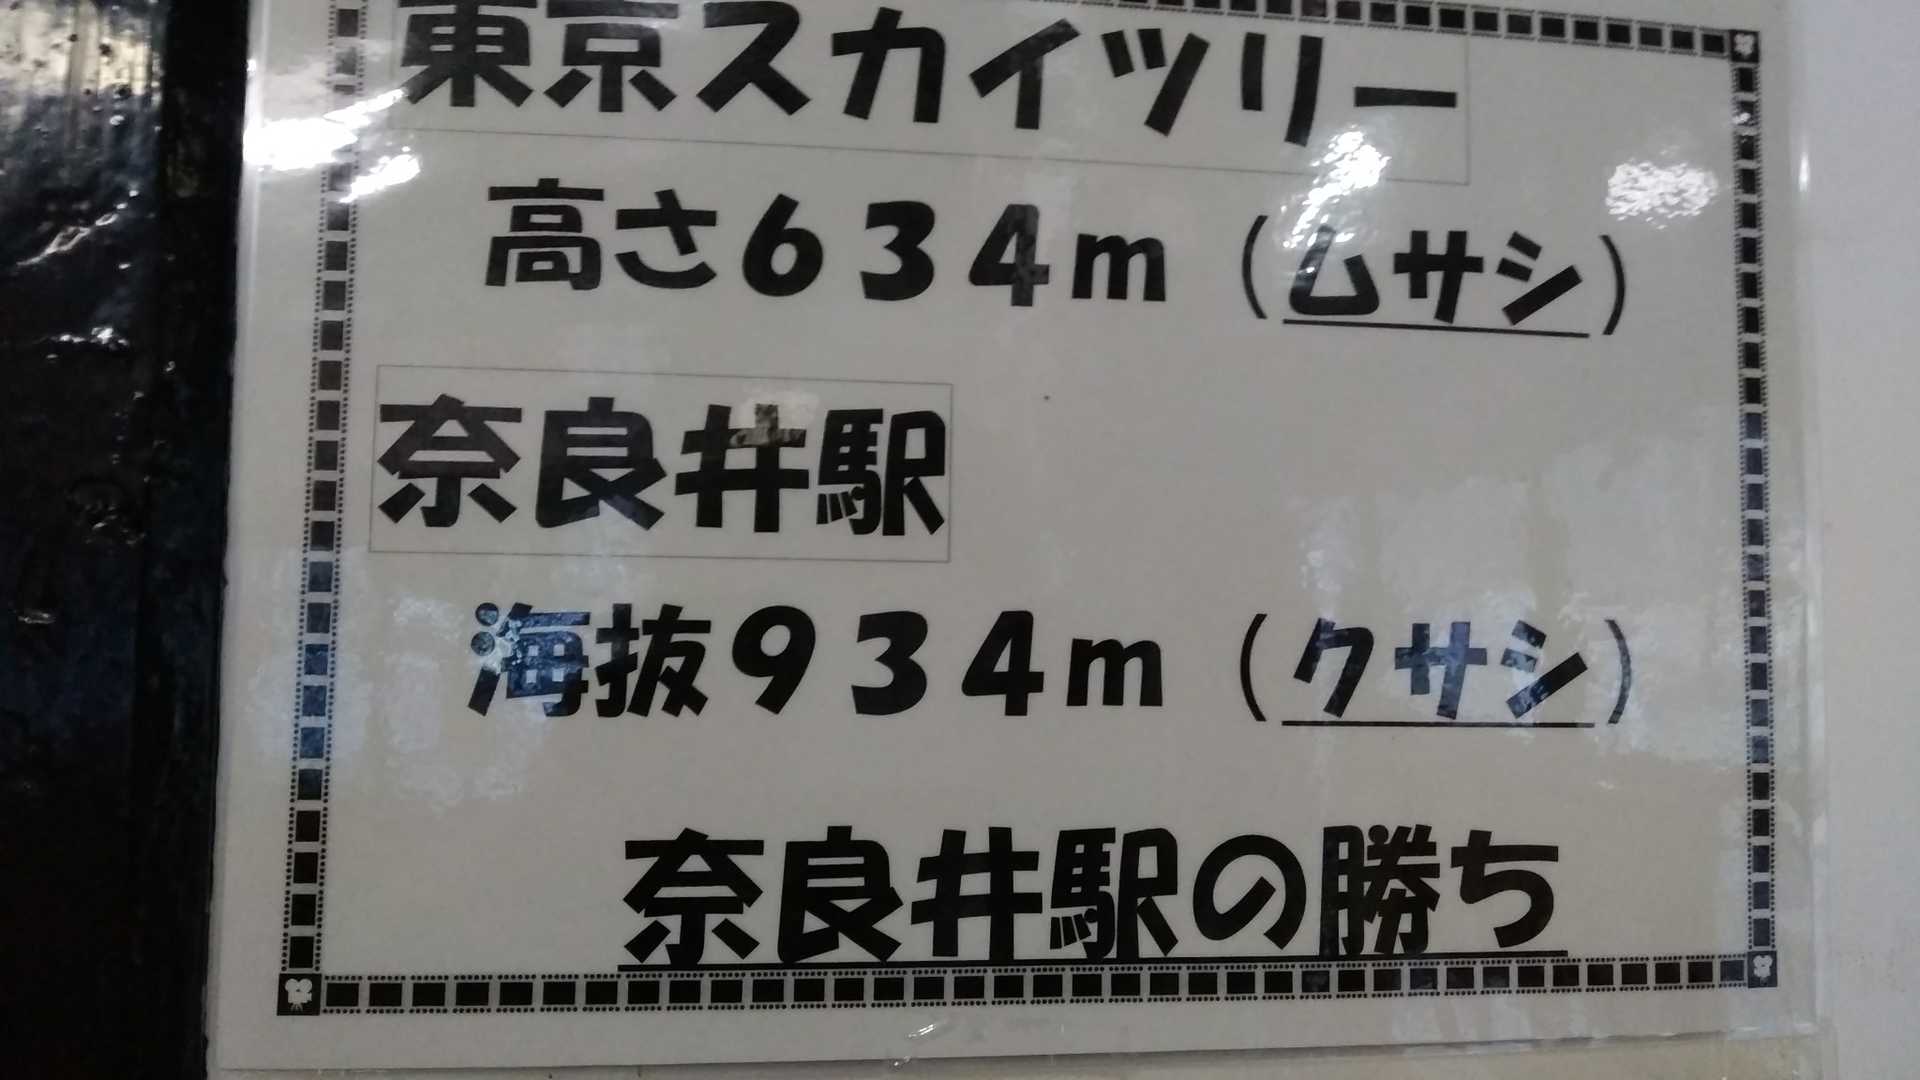 東京スカイツリー
高さ634m(ムサシ)
奈良井駅
海抜934m(クサシ)
奈良井駅の勝ち